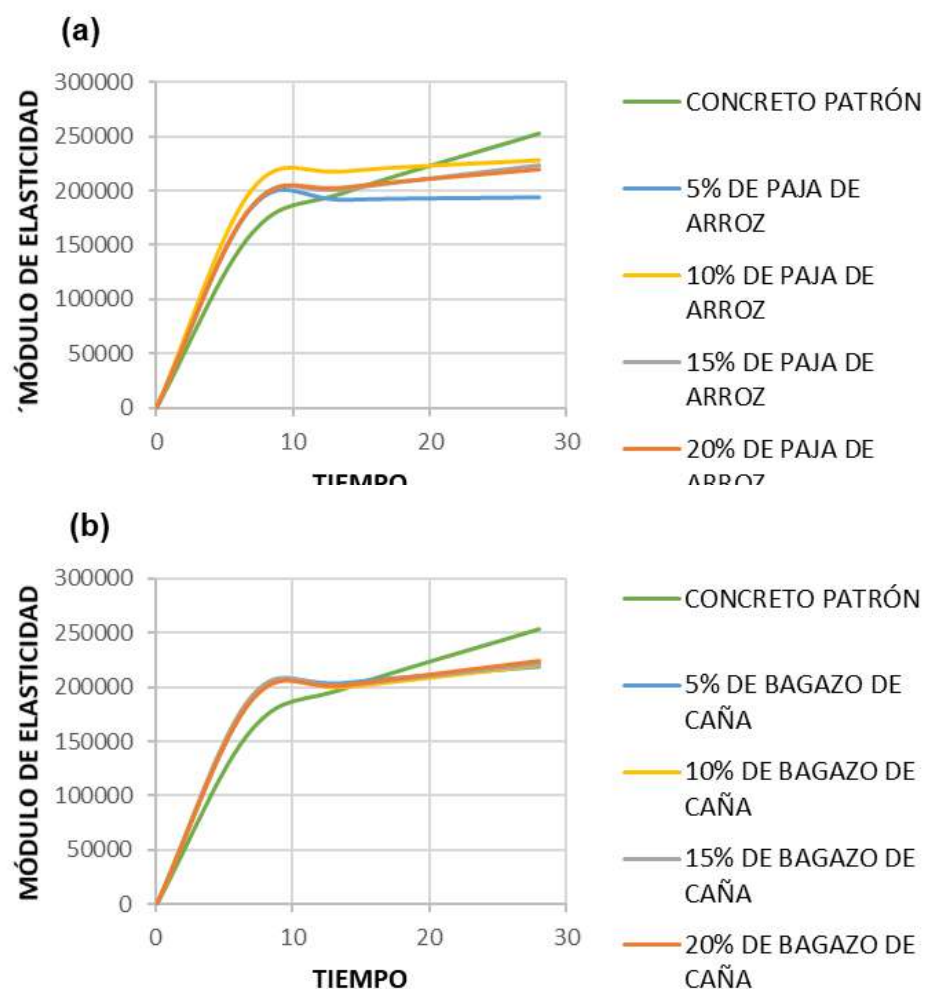 (a)
´MÓDULO DE ELASTICIDAD
300000
250000
200000
150000
100000
50000
0
0 10 20 30
TIEMPO
CONCRETO PATRÓN
5% DE PAJA DE
ARROZ
10% DE PAJA DE
ARROZ
15% DE PAJA DE
ARROZ
20% DE PAJA DE
ARROZ
(b)
MÓDULO DE ELASTICIDAD
300000
250000
200000
150000
100000
50000
0
0 10 20 30
TIEMPO
CONCRETO PATRÓN
5% DE BAGAZO DE
CAÑA
10% DE BAGAZO DE
CAÑA
15% DE BAGAZO DE
CAÑA
20% DE BAGAZO DE
CAÑA